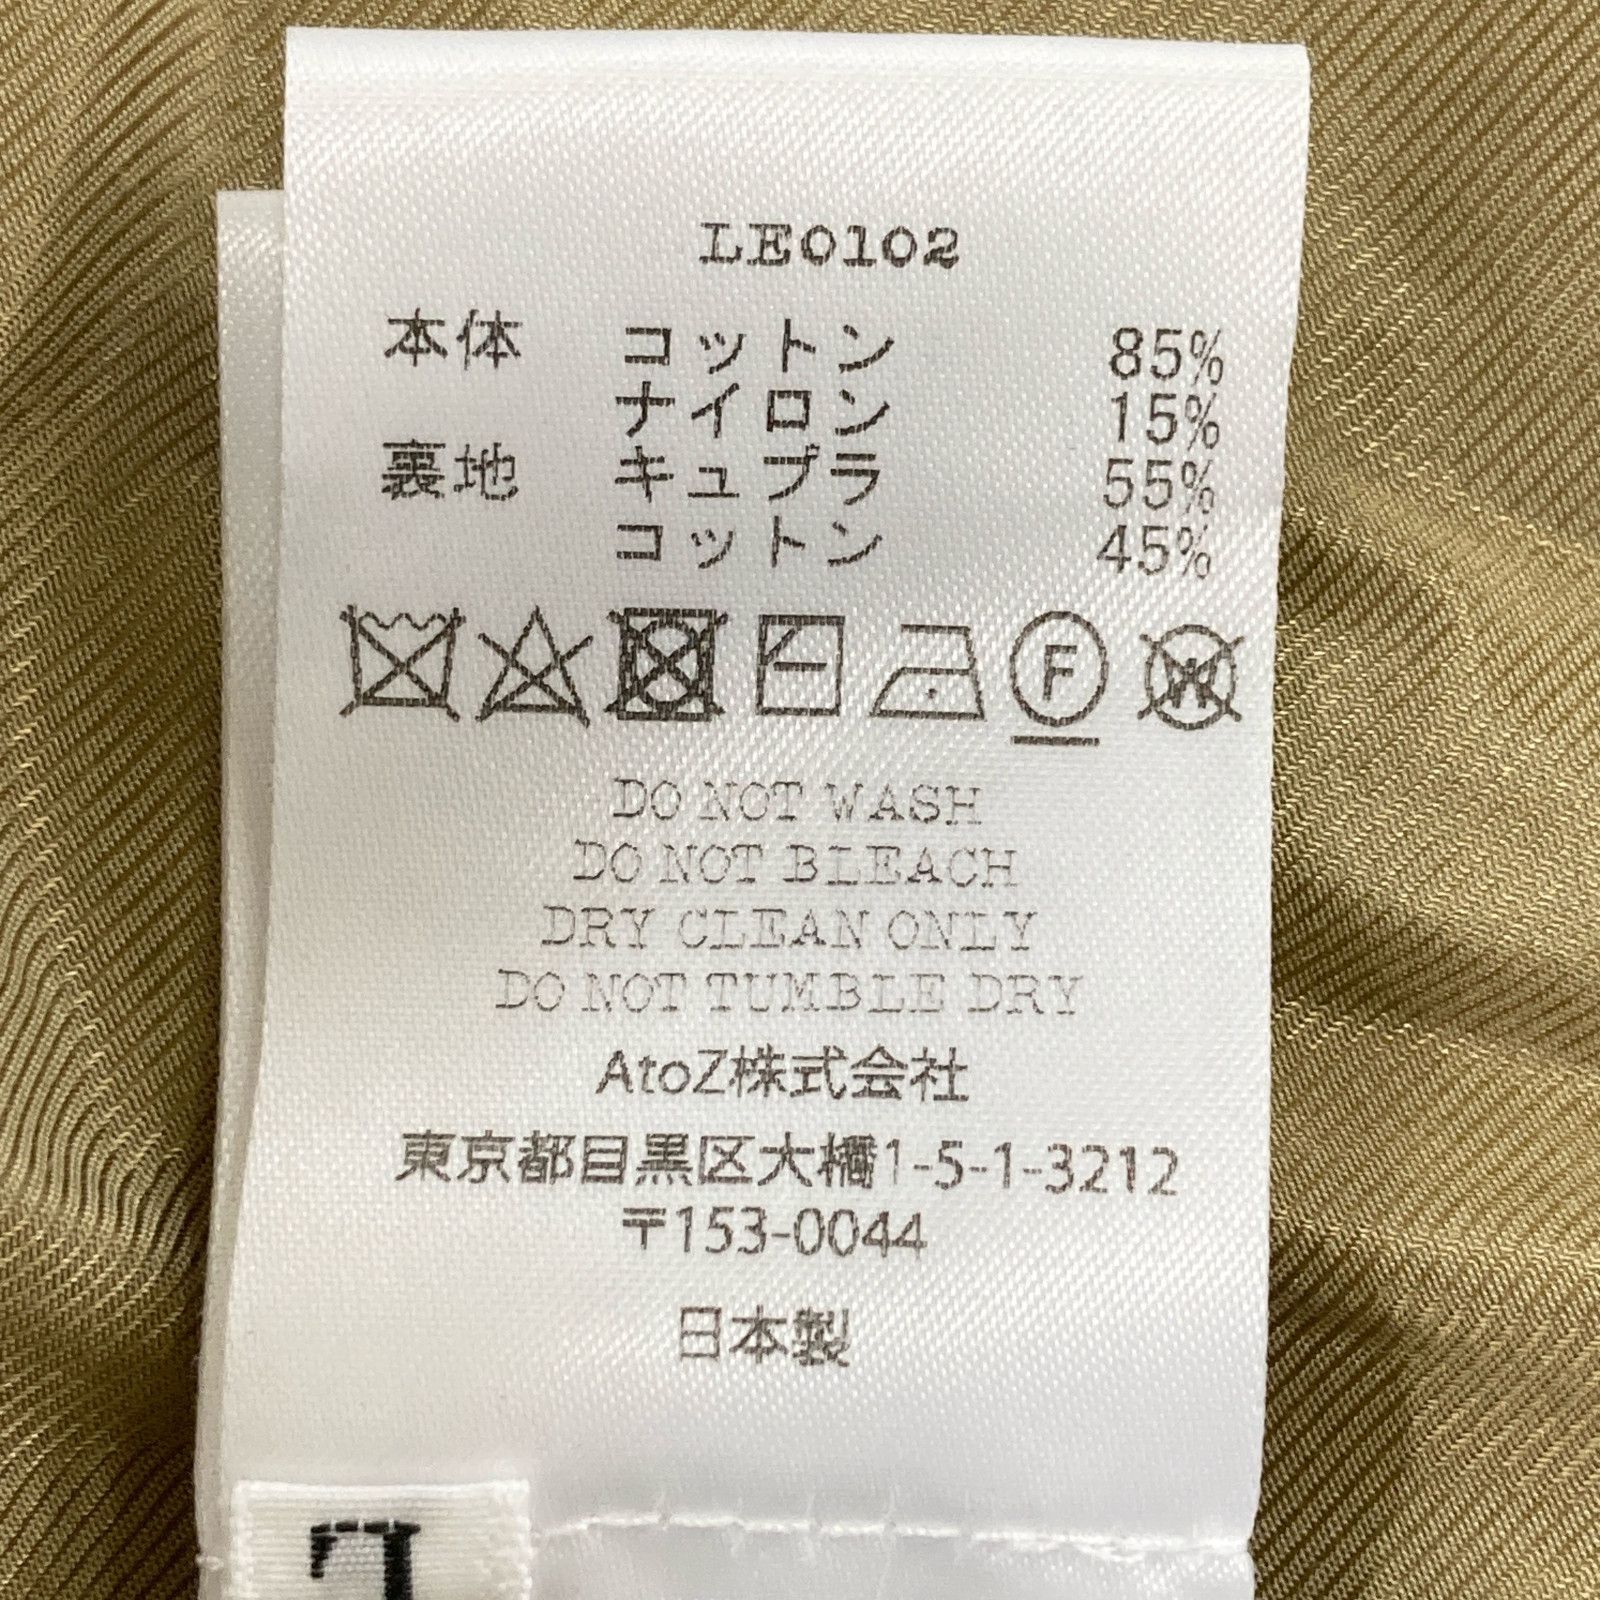 LE0102
本体 コットン 85%
ナイロン 15%
裏地 キュプラ 55%
コットン 45%
F W
DO NOT WASH
DO NOT BLEACH
DRY CLEAN ONLY
DO NOT TUMBLE DRY
AtoZ株式会社
東京都目黒区大橋1-5-1-3212
〒153-0044
日本製
L